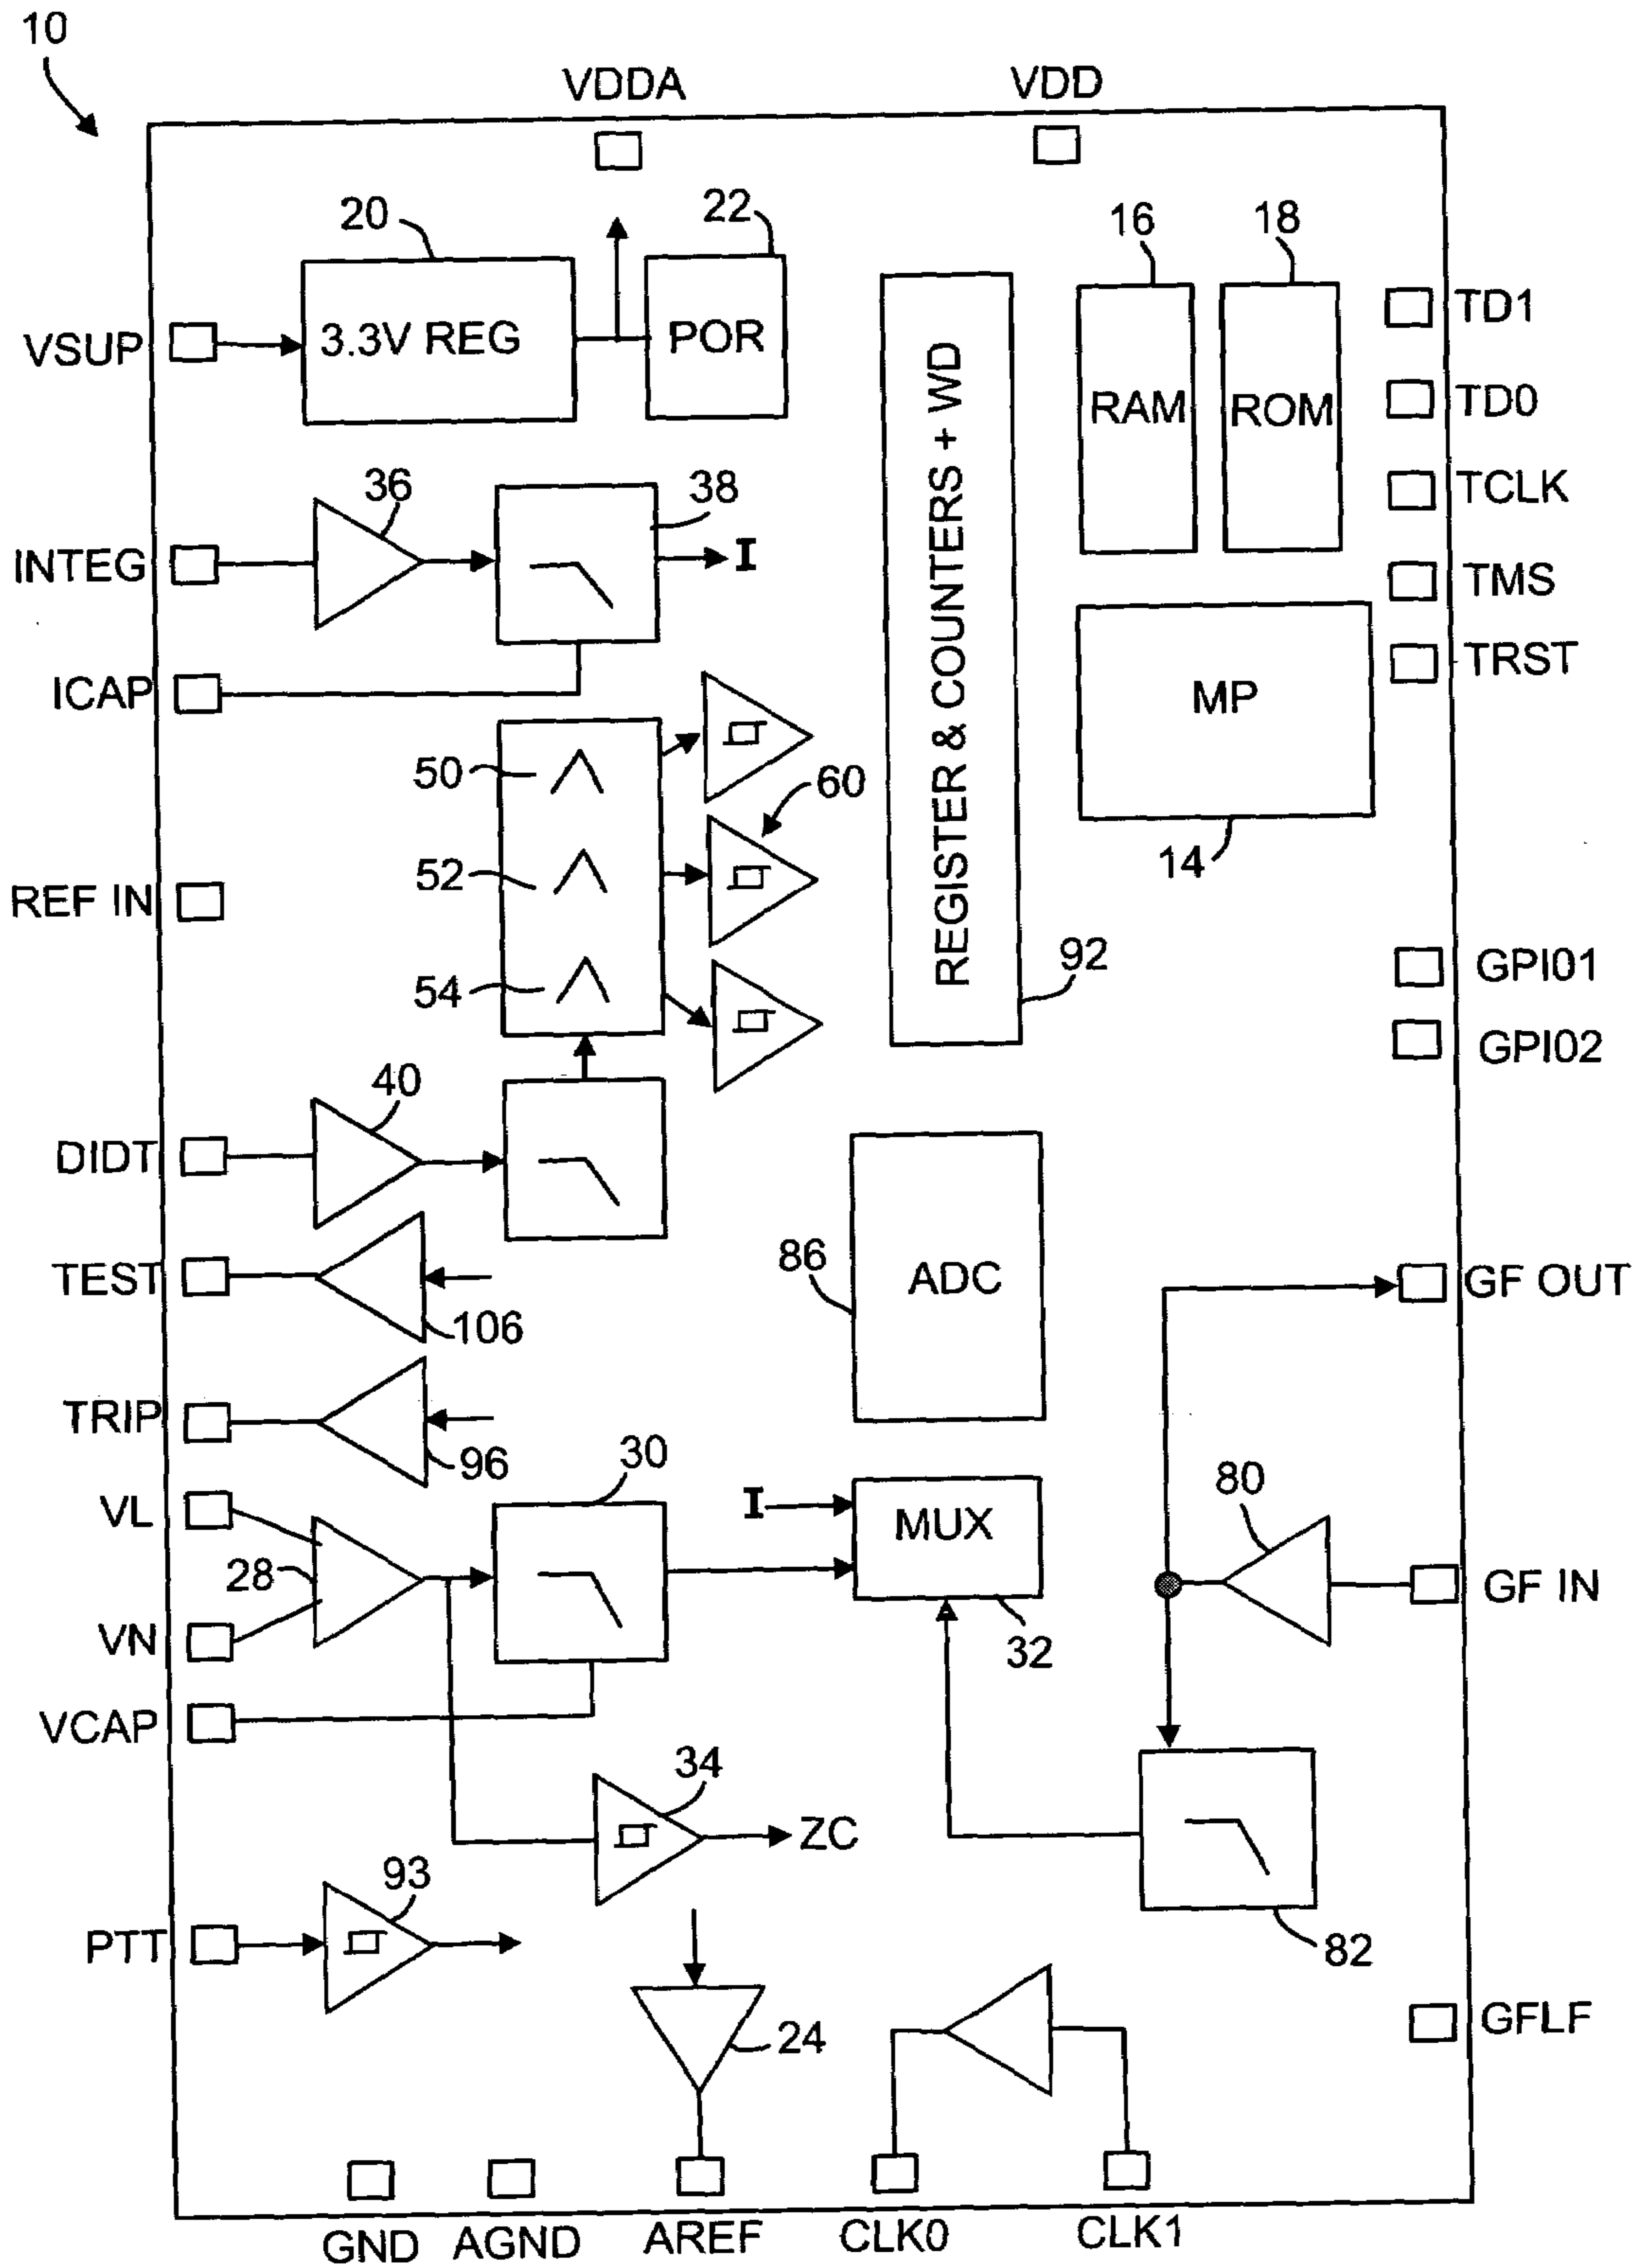 10
VDDA
VDD
20
22
16
18
3.3V REG
POR
RAM
ROM
REGISTER & COUNTERS + WD
VSUP
TD1
TD0
TCLK
TMS
TRST
36
38
INTEG
I
ICAP
MP
14
50
52
54
60
92
REF IN
GPI01
GPI02
40
DIDT
TEST
106
86
ADC
GF OUT
TRIP
96
30
VL
28
VN
I
MUX
32
80
GF IN
VCAP
34
ZC
82
93
PTT
24
GFLF
GND
AGND
AREF
CLK0
CLK1